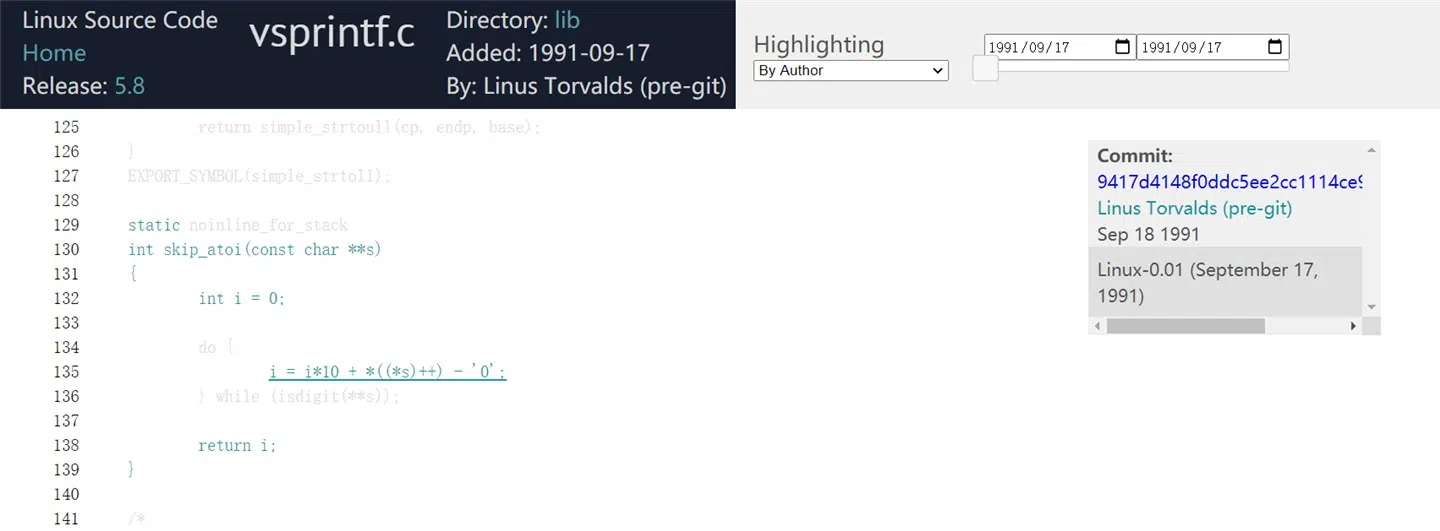 Linux Source Code
Home
Release: 5.8
vsprintf.c
Directory: lib
Added: 1991-09-17
By: Linus Torvalds (pre-git)
Highlighting
By Author
1991/09/17
1991/09/17
125 return simple_strtoull(cp, endp, base);
126 }
127 EXPORT_SYMBOL(simple_strtoll);
128
129 static noinline_for_stack
130 int skip_atoi(const char **s)
131 {
132 int i = 0;
133
134 do {
135 i = i*10 + *((*s)++) - '0';
136 } while (isdigit(**s));
137
138 return i;
139 }
140
141 /*
Commit:
9417d4148f0ddc5ee2cc1114ce9
Linus Torvalds (pre-git)
Sep 18 1991
Linux-0.01 (September 17,
1991)